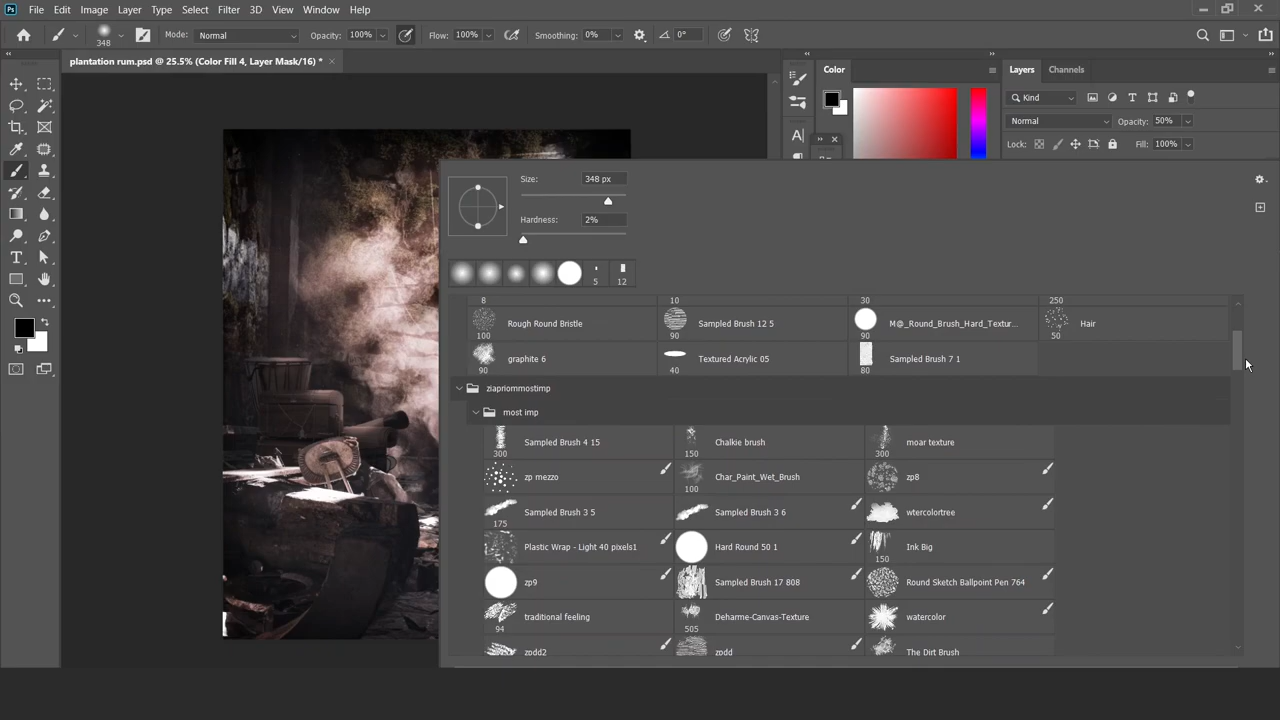 Ps File Edit Image Layer Type Select Filter 3D View Window Help
348 Mode: Normal Opacity: 100% Flow: 100% Smoothing: 0% 0°
plantation rum.psd @ 25.5% (Color Fill 4, Layer Mask/16) *
Color
Layers Channels
Kind
Normal Opacity: 50%
Lock: Fill: 100%
Size: 348 px
Hardness: 2%
5 12
8 10 30 250
Rough Round Bristle Sampled Brush 12 5 M@_Round_Brush_Hard_Textur... Hair
100 90 90 50
graphite 6 Textured Acrylic 05 Sampled Brush 7 1
90 40 80
ziapriommostimp
most imp
Sampled Brush 4 15 Chalkie brush moar texture
300 150 300
zp mezzo Char_Paint_Wet_Brush zp8
100
Sampled Brush 3 5 Sampled Brush 3 6 wtercolortree
175
Plastic Wrap - Light 40 pixels1 Hard Round 50 1 Ink Big
150
zp9 Sampled Brush 17 808 Round Sketch Ballpoint Pen 764
traditional feeling Deharme-Canvas-Texture watercolor
94 505
zpdd2 zpdd The Dirt Brush